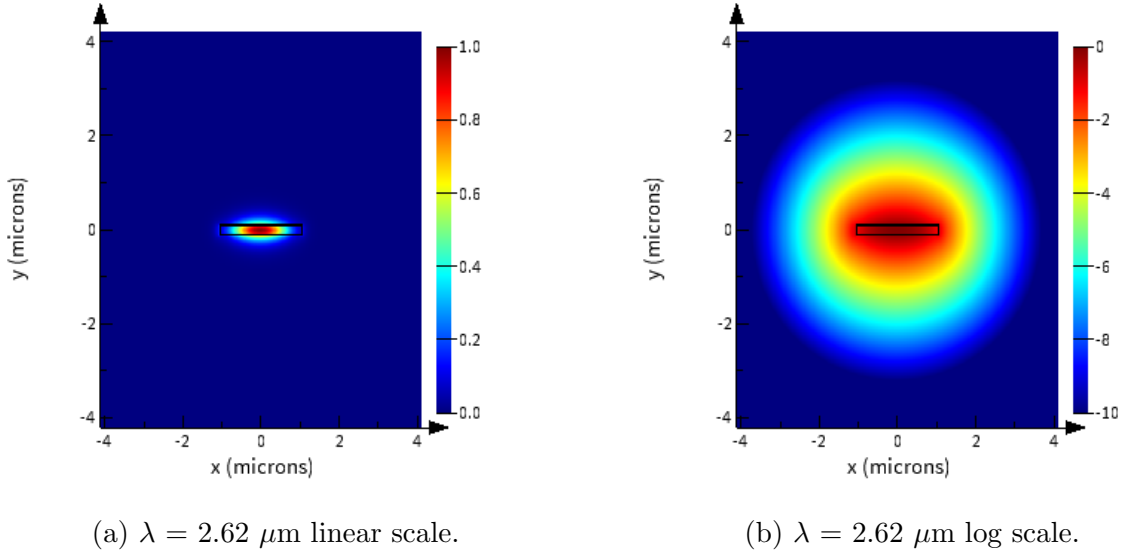 4
2
0
-2
-4
y (microns)
-4 -2 0 2 4
x (microns)
1.0
0.8
0.6
0.4
0.2
0.0
4
2
0
-2
-4
y (microns)
-4 -2 0 2 4
x (microns)
0
-2
-4
-6
-8
-10
(a) λ = 2.62 μm linear scale.
(b) λ = 2.62 μm log scale.